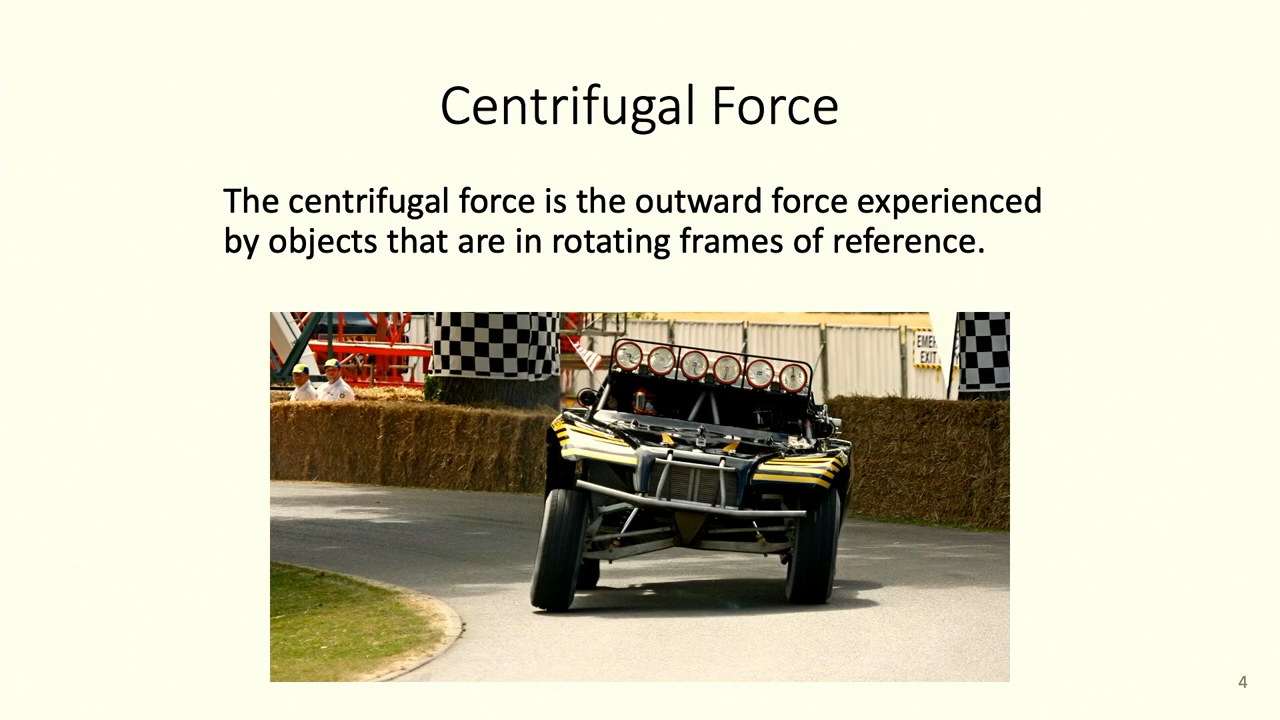 Centrifugal Force
The centrifugal force is the outward force experienced
by objects that are in rotating frames of reference.
EXIT
4